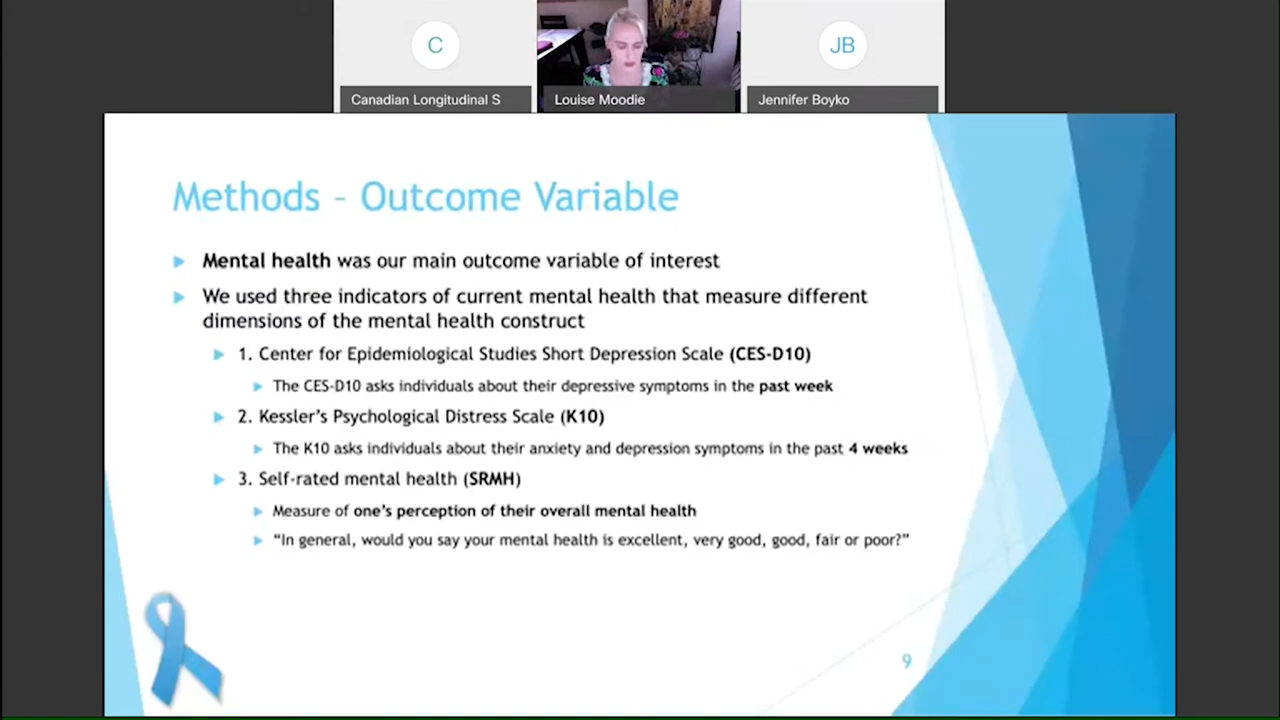 C
JB
Canadian Longitudinal S
Louise Moodie
Jennifer Boyko
Methods – Outcome Variable
Mental health was our main outcome variable of interest
We used three indicators of current mental health that measure different
dimensions of the mental health construct
1. Center for Epidemiological Studies Short Depression Scale (CES-D10)
The CES-D10 asks individuals about their depressive symptoms in the past week
2. Kessler's Psychological Distress Scale (K10)
The K10 asks individuals about their anxiety and depression symptoms in the past 4 weeks
3. Self-rated mental health (SRMH)
Measure of one's perception of their overall mental health
"In general, would you say your mental health is excellent, very good, good, fair or poor?"
9